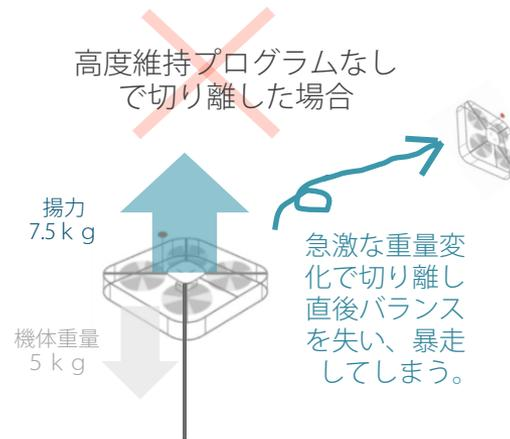 高度維持プログラムなし
で切り離した場合
揚力
7.5ｋｇ
機体重量
５ｋｇ
急激な重量変
化で切り離し
直後バランス
を失い、暴走
してしまう。